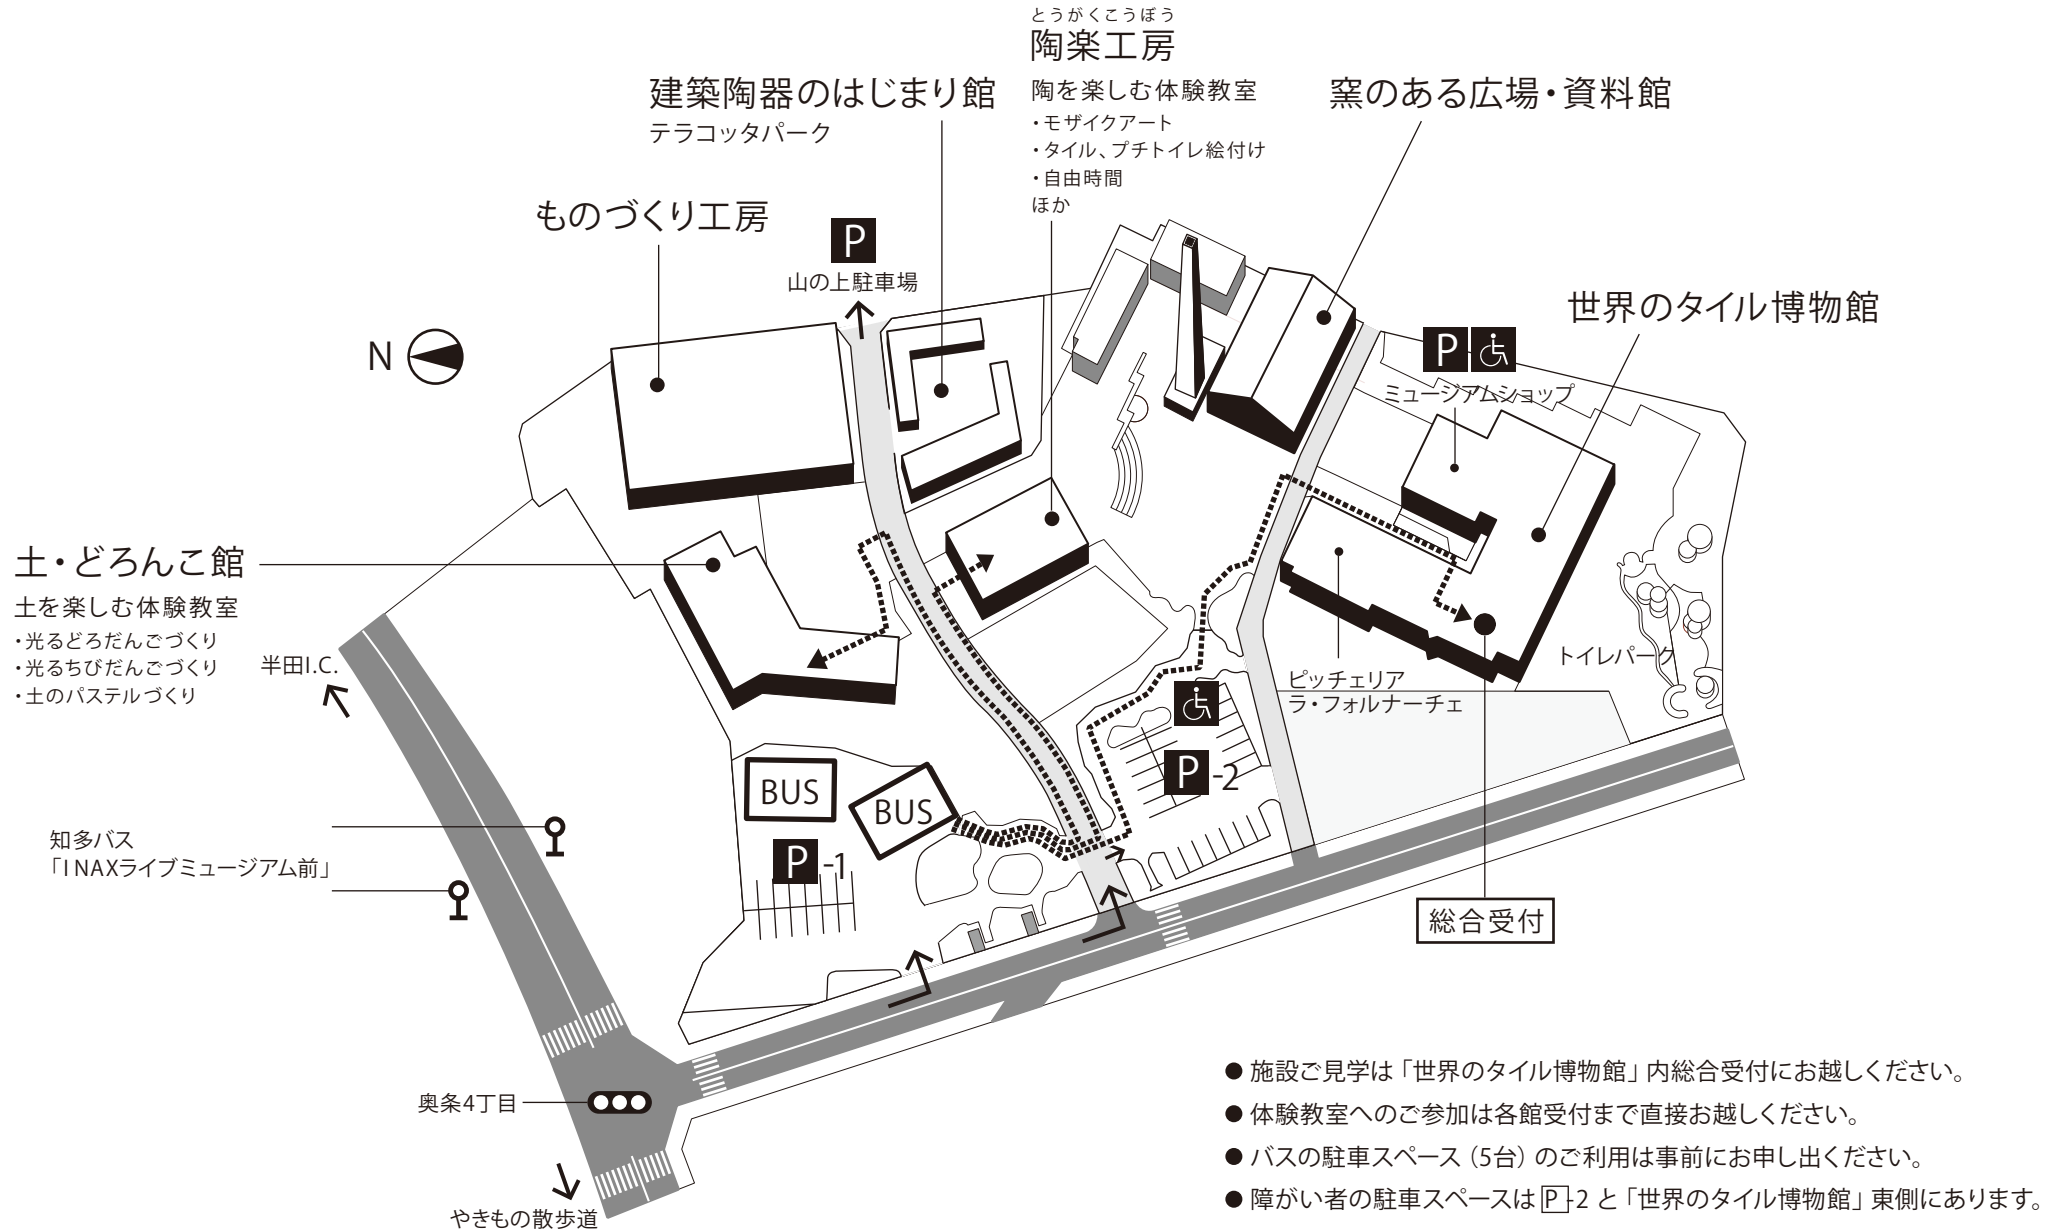 とうがくこうぼう
陶楽工房
陶を楽しむ体験教室
・モザイクアート
・タイル、プチトイレ絵付け
・自由時間
ほか
建築陶器のはじまり館
テラコッタパーク
窯のある広場・資料館
ものづくり工房
P
山の上駐車場
世界のタイル博物館
P
ミュージアムショップ
N
土・どろんこ館
土を楽しむ体験教室
・光るどろだんごづくり
・光るちびだんごづくり
・土のパステルづくり
半田I.C.
トイレパーク
ピッチェリア
ラ・フォルナーチェ
P-2
BUS
BUS
P-1
知多バス
「INAXライブミュージアム前」
総合受付
奥条4丁目
やきもの散歩道
● 施設ご見学は「世界のタイル博物館」内総合受付にお越しください。
● 体験教室へのご参加は各館受付まで直接お越しください。
● バスの駐車スペース（5台）のご利用は事前にお申し出ください。
● 障がい者の駐車スペースはP-2 と「世界のタイル博物館」東側にあります。